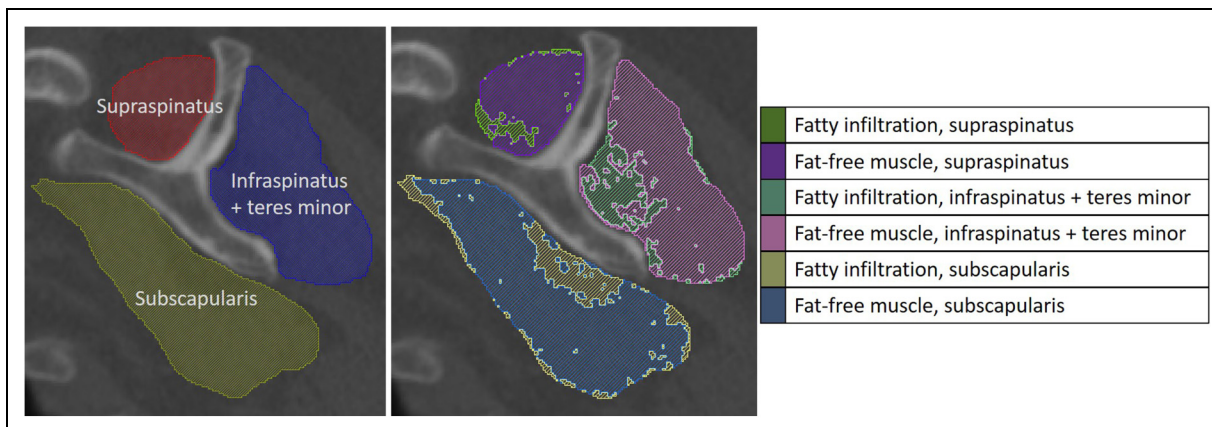 Supraspinatus
Infraspinatus
+ teres minor
Subscapularis
Fatty infiltration, supraspinatus
Fat-free muscle, supraspinatus
Fatty infiltration, infraspinatus + teres minor
Fat-free muscle, infraspinatus + teres minor
Fatty infiltration, subscapularis
Fat-free muscle, subscapularis